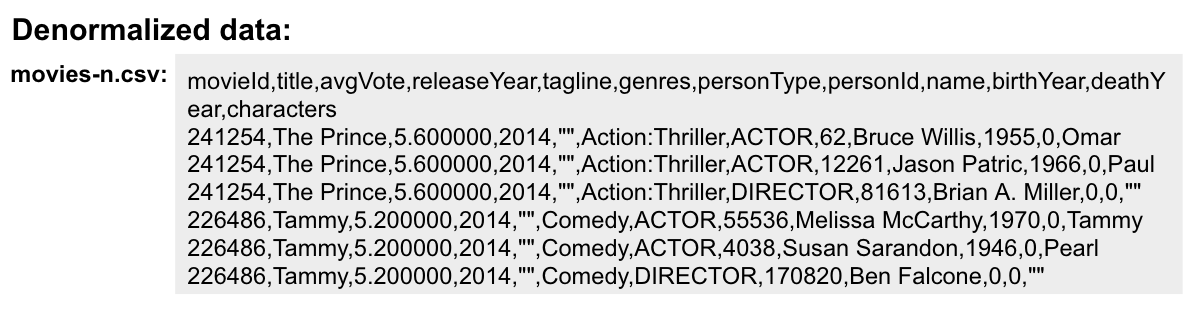 Denormalized data:
movies-n.csv:
movieId,title,avgVote,releaseYear,tagline,genres,personType,personId,name,birthYear,deathY
ear,characters
241254,The Prince,5.600000,2014,"",Action:Thriller,ACTOR,62,Bruce Willis,1955,0,Omar
241254,The Prince,5.600000,2014,"",Action:Thriller,ACTOR,12261,Jason Patric,1966,0,Paul
241254,The Prince,5.600000,2014,"",Action:Thriller,DIRECTOR,81613,Brian A. Miller,0,0,""
226486,Tammy,5.200000,2014,"",Comedy,ACTOR,55536,Melissa McCarthy,1970,0,Tammy
226486,Tammy,5.200000,2014,"",Comedy,ACTOR,4038,Susan Sarandon,1946,0,Pearl
226486,Tammy,5.200000,2014,"",Comedy,DIRECTOR,170820,Ben Falcone,0,0,""